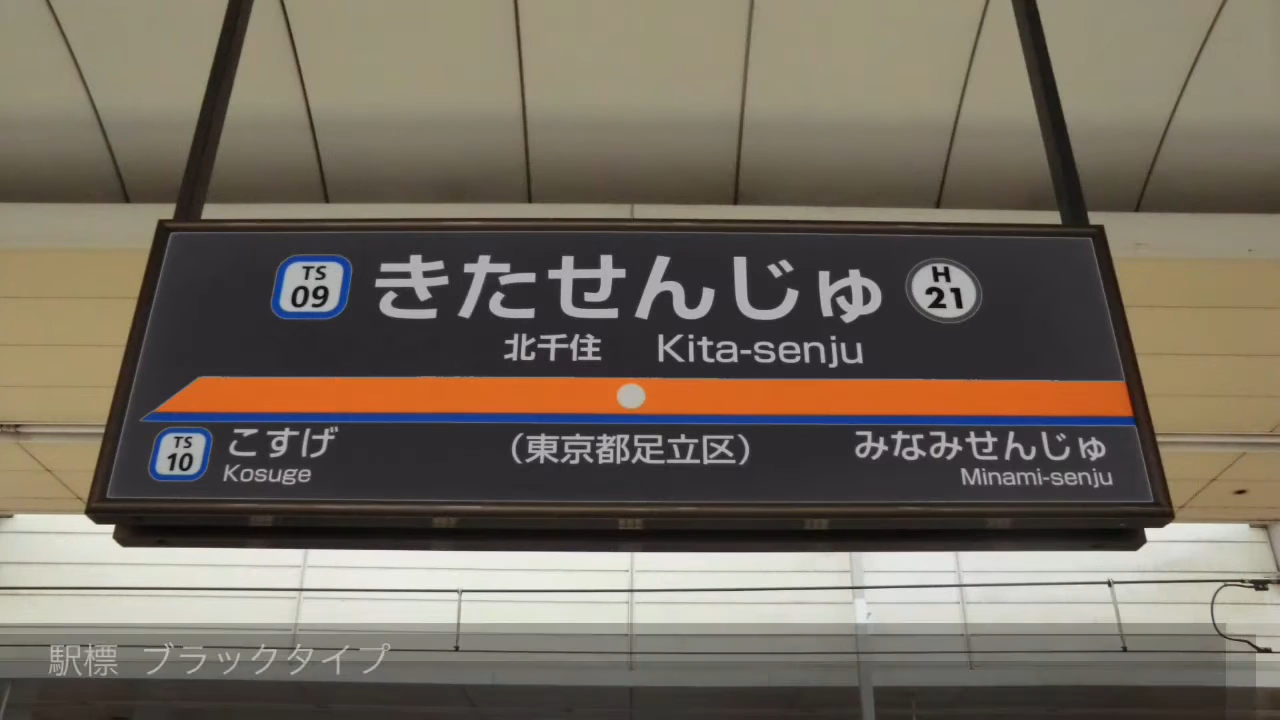 TS
09
きたせんじゅ
H
21
北千住 Kita-senju
TS
10
こすげ
Kosuge
（東京都足立区）
みなみせんじゅ
Minami-senju
駅標 ブラックタイプ